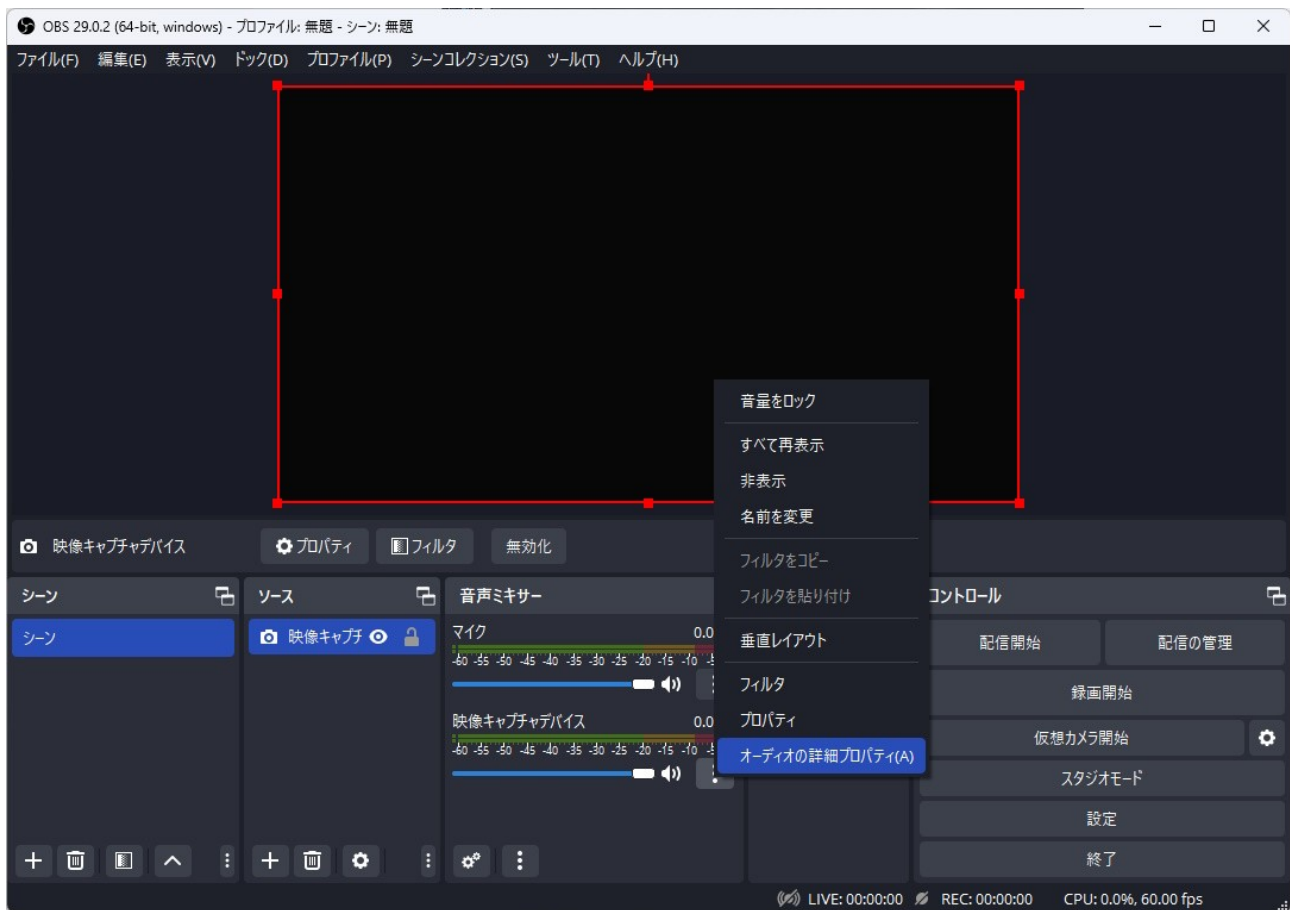 OBS 29.0.2 (64-bit, windows) - プロファイル: 無題 - シーン: 無題
ファイル(F) 編集(E) 表示(V) ドック(D) プロファイル(P) シーンコレクション(S) ツール(T) ヘルプ(H)
音量をロック
すべて再表示
非表示
名前を変更
フィルタをコピー
フィルタを貼り付け
垂直レイアウト
フィルタ
プロパティ
オーディオの詳細プロパティ(A)
映像キャプチャデバイス プロパティ フィルタ 無効化
シーン
シーン
ソース
映像キャプチ
音声ミキサー
マイク 0.0
-60 -55 -50 -45 -40 -35 -30 -25 -20 -15 -10
映像キャプチャデバイス 0.0
-60 -55 -50 -45 -40 -35 -30 -25 -20 -15 -10
コントロール
配信開始 配信の管理
録画開始
仮想カメラ開始
スタジオモード
設定
終了
LIVE: 00:00:00 REC: 00:00:00 CPU: 0.0%, 60.00 fps